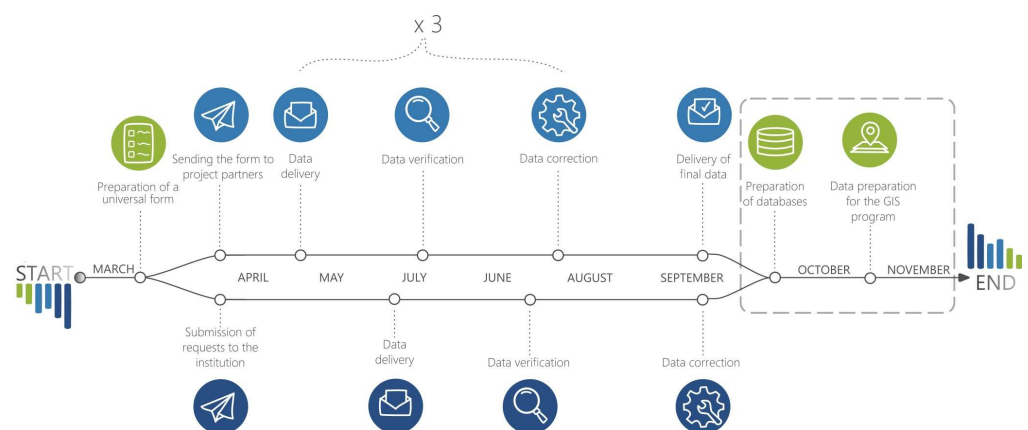 x 3
Sending the form to
project partners
Data
delivery
Data verification
Data correction
Delivery of
final data
Preparation of a
universal form
Preparation
of databases
Data preparation
for the GIS
program
START
MARCH
APRIL
MAY
JULY
JUNE
AUGUST
SEPTEMBER
OCTOBER
NOVEMBER
END
Submission of
requests to the
institution
Data
delivery
Data verification
Data correction